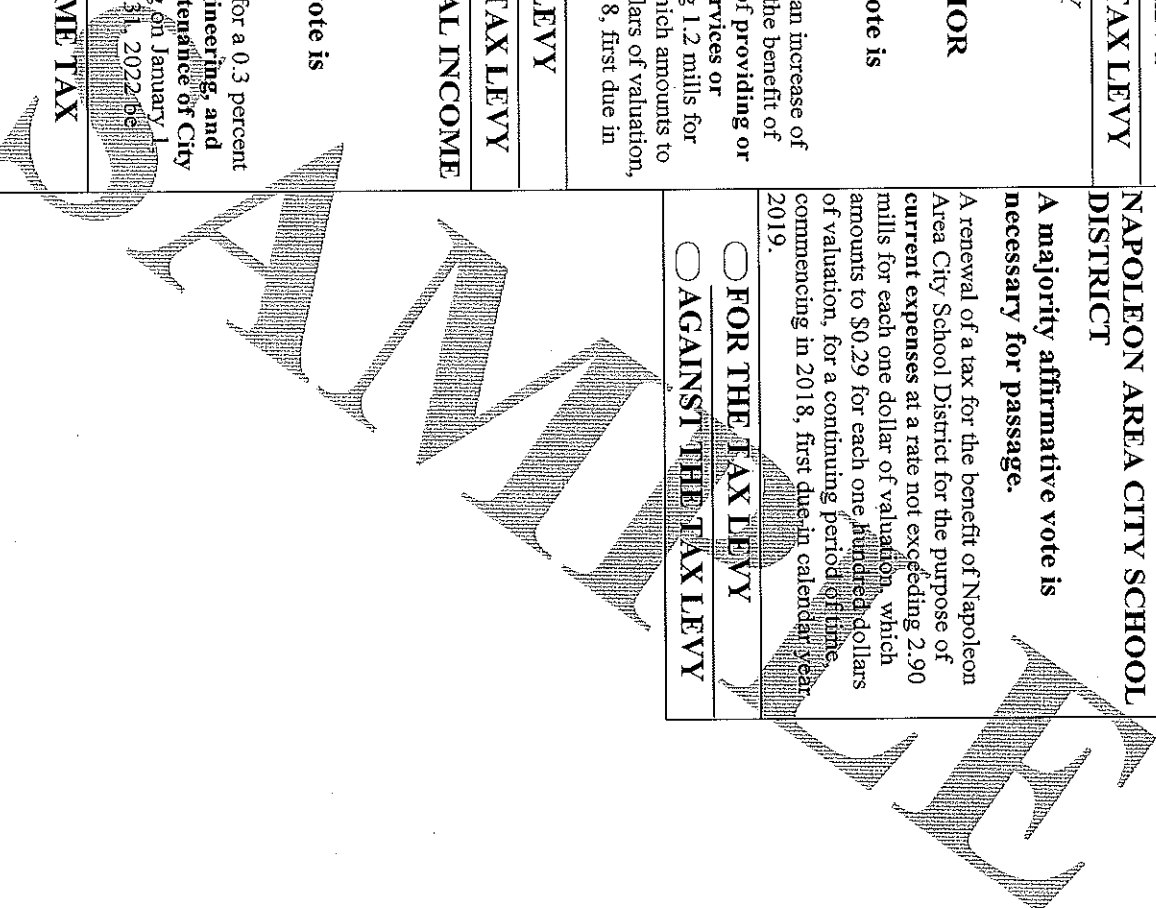 TAX LEVY
IOR
ote is
an increase of
the benefit of
of providing or
rvices or
g 1.2 mills for
hich amounts to
lars of valuation,
8, first due in
LEVY
TAX LEVY
AL INCOME
ote is
for a 0.3 percent
gineering, and
tenance of City
g on January 1,
31, 2022 be
ME TAX
NAPOLEON AREA CITY SCHOOL
DISTRICT
A majority affirmative vote is
necessary for passage.
A renewal of a tax for the benefit of Napoleon
Area City School District for the purpose of
current expenses at a rate not exceeding 2.90
mills for each one dollar of valuation, which
amounts to $0.29 for each one hundred dollars
of valuation, for a continuing period of time,
commencing in 2018, first due in calendar year
2019.
FOR THE TAX LEVY
AGAINST THE TAX LEVY
SAMPLE